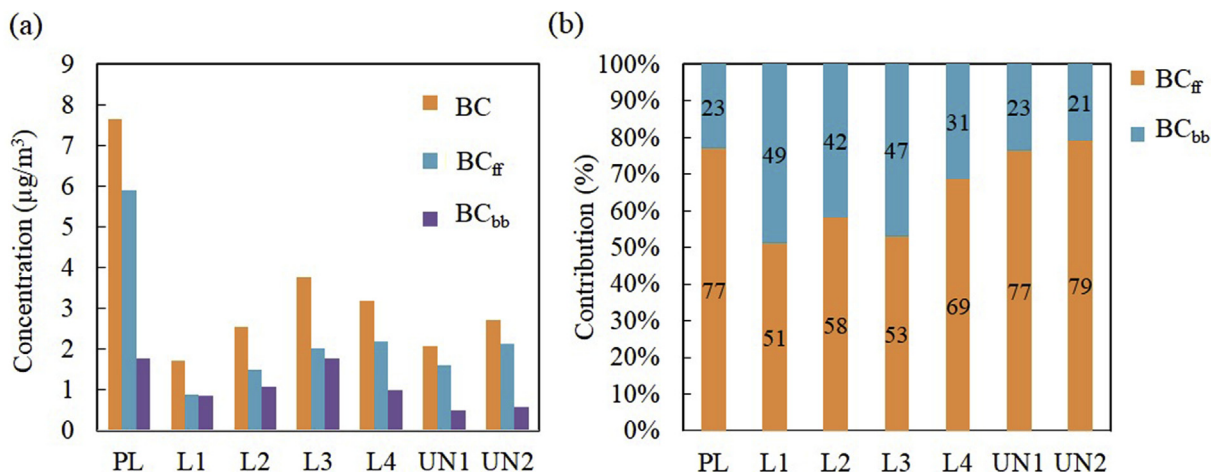 (a)
Concentration (μg/m³)
9
8
7
6
5
4
3
2
1
0
BC
BCff
BCbb
PL L1 L2 L3 L4 UN1 UN2
(b)
Contribution (%)
100%
90%
80%
70%
60%
50%
40%
30%
20%
10%
0%
23 49 42 47 31 23 21
77 51 58 53 69 77 79
PL L1 L2 L3 L4 UN1 UN2
BCff
BCbb